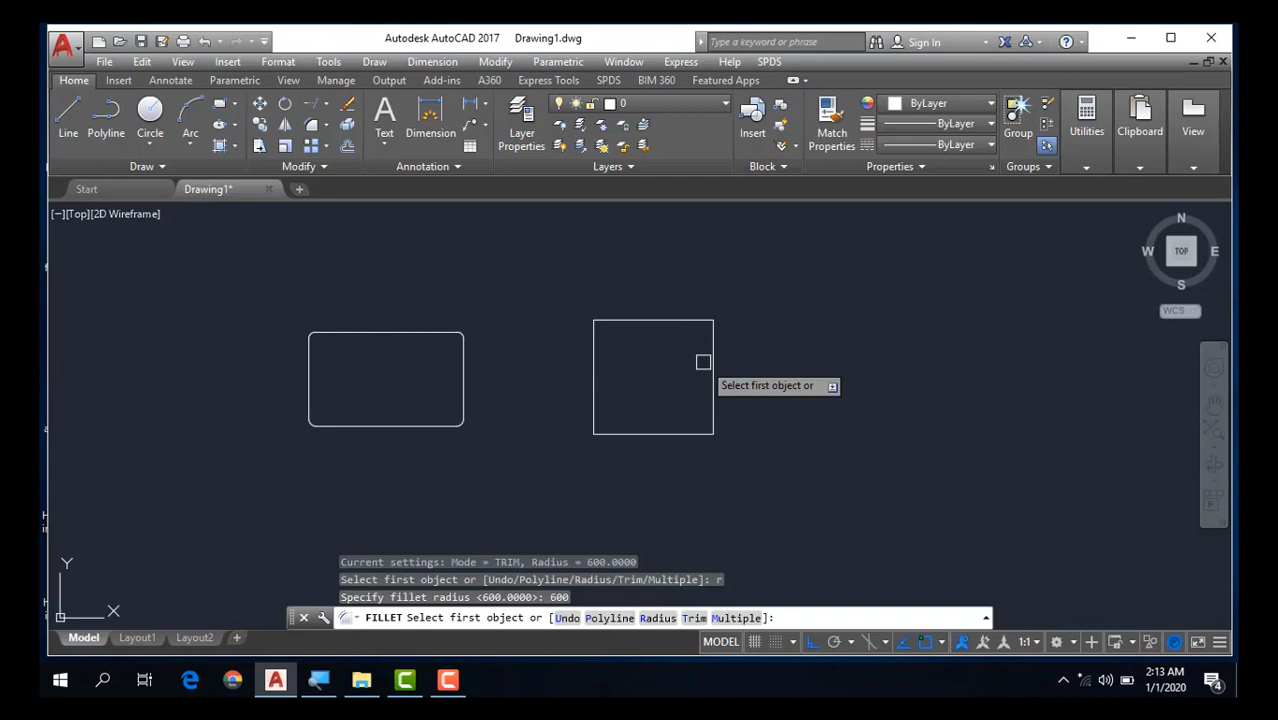 Autodesk AutoCAD 2017 Drawing1.dwg
Type a keyword or phrase
Sign In
File Edit View Insert Format Tools Draw Dimension Modify Parametric Window Express Help SPDS
Home Insert Annotate Parametric View Manage Output Add-ins A360 Express Tools SPDS BIM 360 Featured Apps
0
ByLayer
ByLayer
ByLayer
Line Polyline Circle Arc
Text Dimension
Layer Properties
Insert
Match Properties
Group
Utilities
Clipboard
View
Draw Modify Annotation Layers Block Properties Groups
Start Drawing1*
[−][Top][2D Wireframe]
N
W TOP E
S
WCS
Select first object or
Y
X
Current settings: Mode = TRIM, Radius = 600.0000
Select first object or [Undo/Polyline/Radius/Trim/Multiple]: r
Specify fillet radius <600.0000>: 600
FILLET Select first object or [Undo Polyline Radius Trim Multiple]:
Model Layout1 Layout2 +
MODEL 1:1
2:13 AM
1/1/2020
4